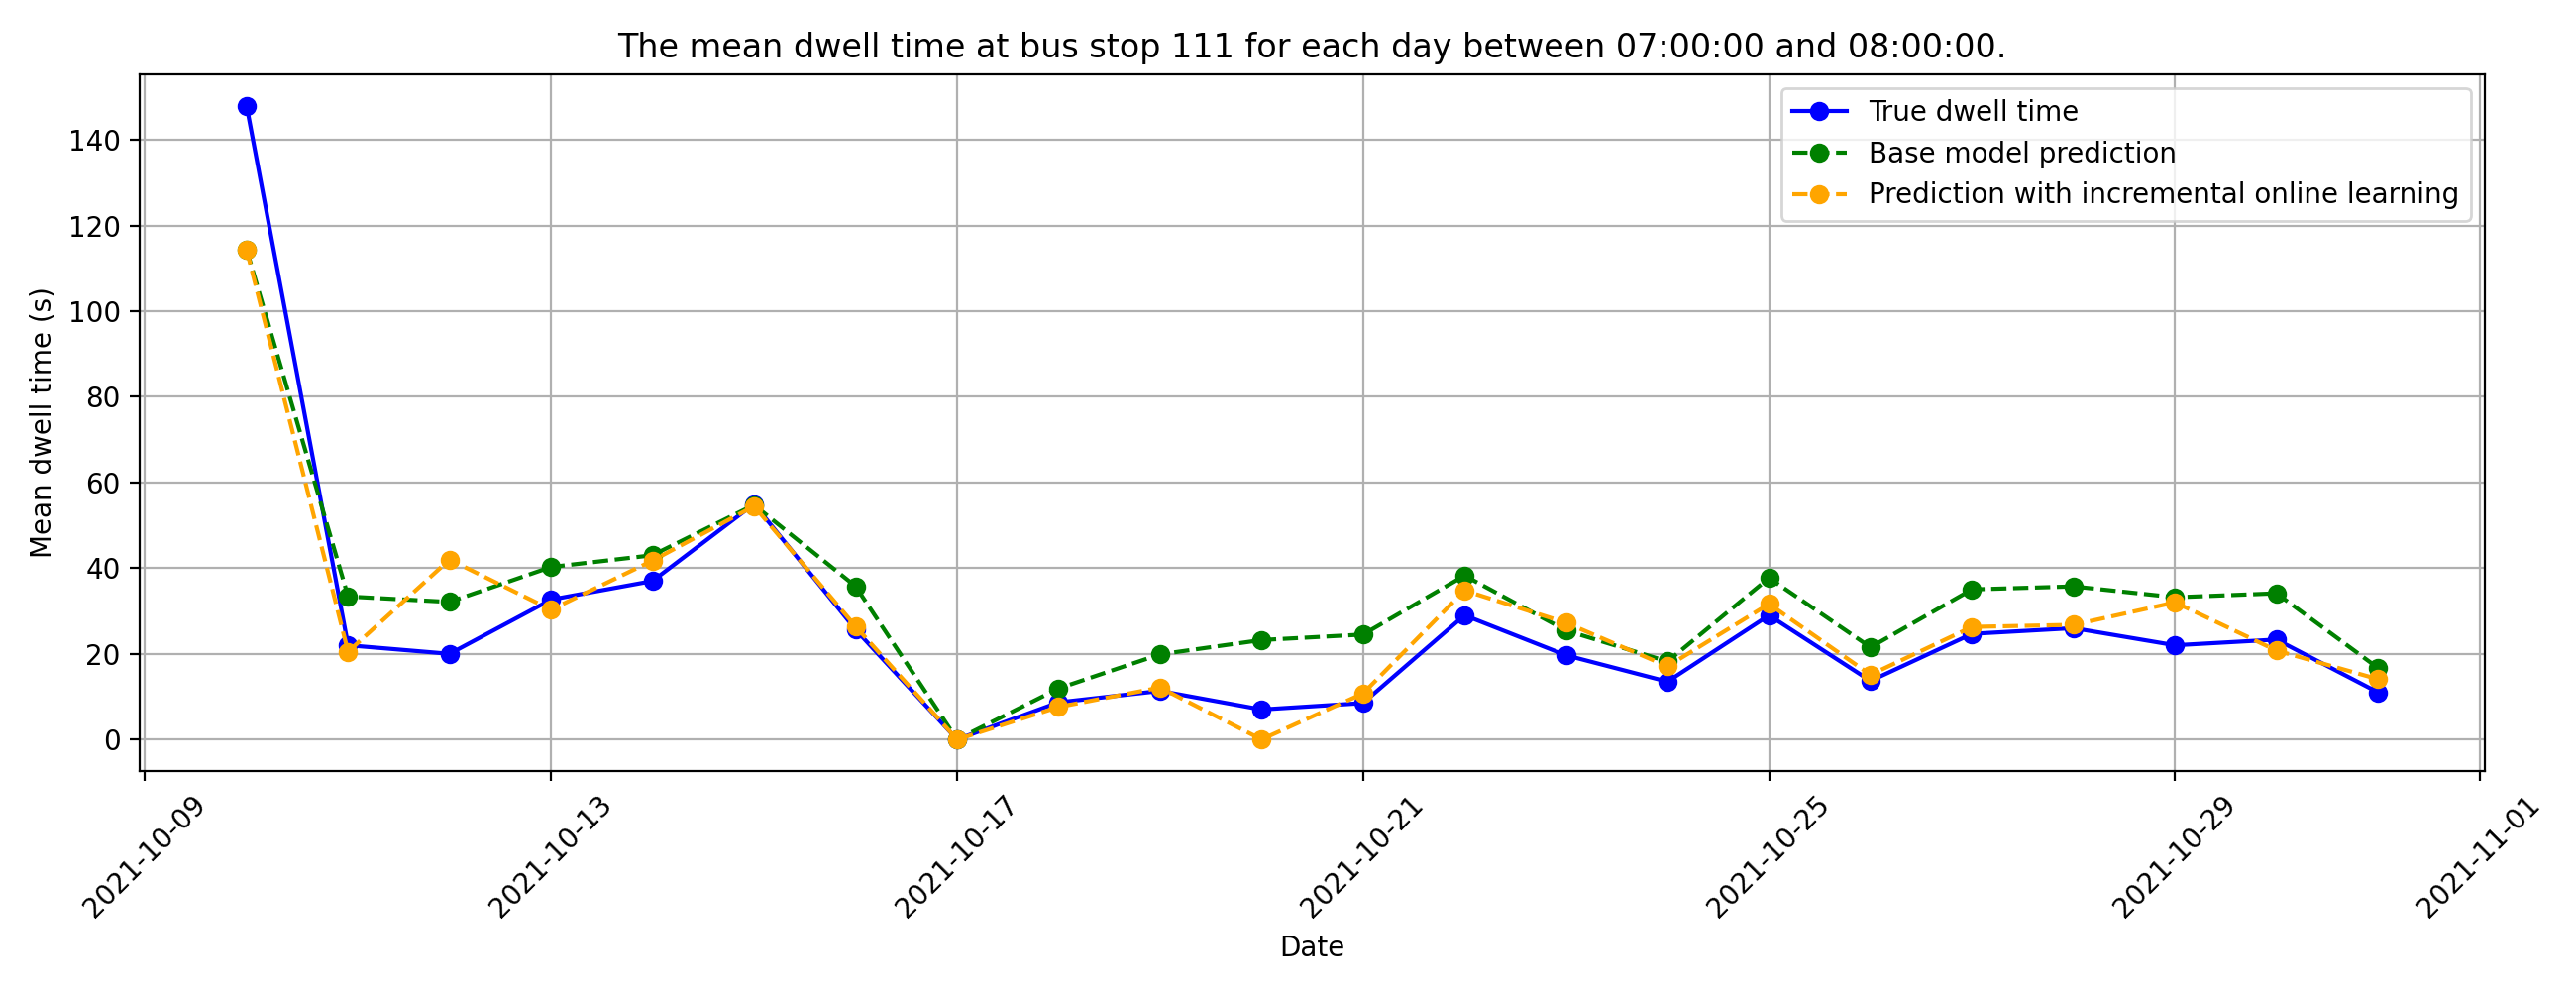 The mean dwell time at bus stop 111 for each day between 07:00:00 and 08:00:00.
True dwell time
Base model prediction
Prediction with incremental online learning
Mean dwell time (s)
140
120
100
80
60
40
20
0
2021-10-09
2021-10-13
2021-10-17
2021-10-21
2021-10-25
2021-10-29
2021-11-01
Date